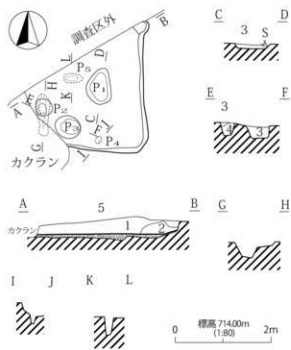 調査区外
B
C D
3 S
L D
P5
H K P1
A E P2
E F
3
4 3
C
P3 F
P4
G I
カクラン
A 5 B
カクラン 1 2
G H
I J K L
標高 714.00m
(1:80)
0 2m